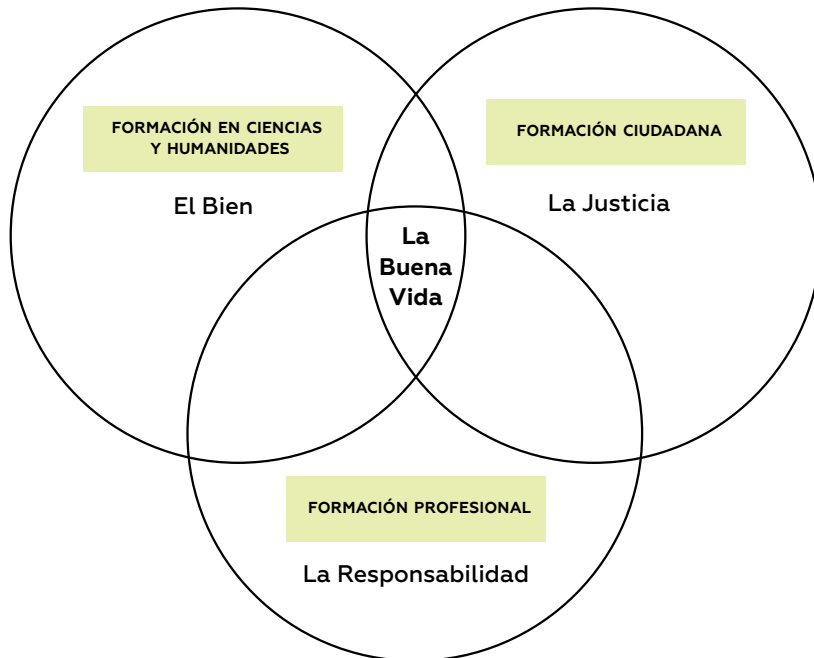 FORMACIÓN EN CIENCIAS
Y HUMANIDADES
El Bien
FORMACIÓN CIUDADANA
La Justicia
La
Buena
Vida
FORMACIÓN PROFESIONAL
La Responsabilidad